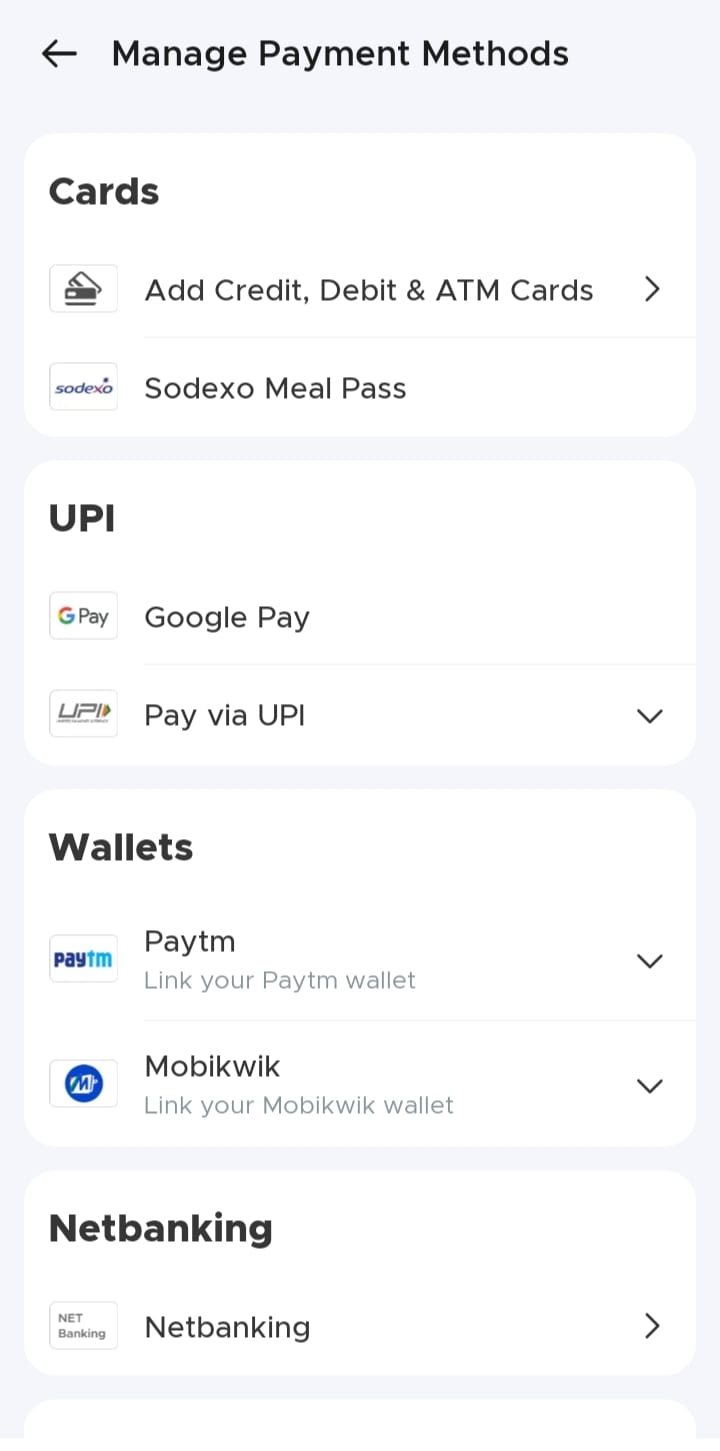 Manage Payment Methods
Cards
Add Credit, Debit & ATM Cards
sodexo
Sodexo Meal Pass
UPI
G Pay
Google Pay
UPI
Pay via UPI
Wallets
paytm
Paytm
Link your Paytm wallet
Mobikwik
Link your Mobikwik wallet
Netbanking
NET
Banking
Netbanking